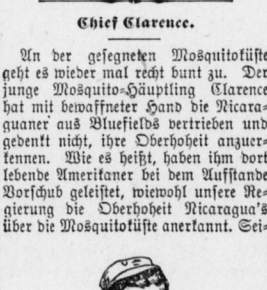 Chief Clarence.
An der gesegneten Mosquitoküste
geht es wieder mal recht bunt zu. Der
junge Mosquito-Häuptling Clarence
hat mit bewaffneter Hand die Nicara-
guaner aus Bluefields vertrieben und
gedenkt nicht, ihre Oberhoheit anzuer-
kennen. Wie es heißt, haben ihm dort
lebende Amerikaner bei dem Aufstande
Vorschub geleistet, wiewohl unsere Re-
gierung die Oberhoheit Nicaragua's
über die Mosquitoküste anerkannt. Sei-